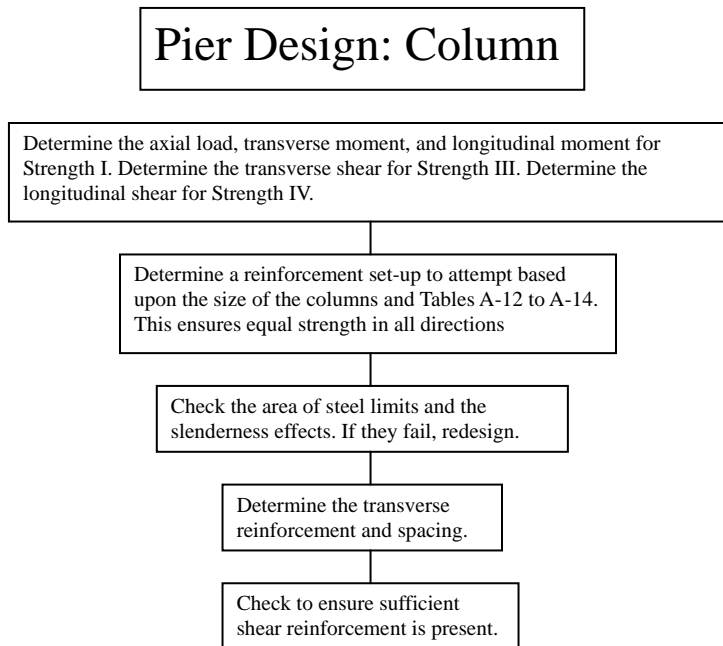 Pier Design: Column
Determine the axial load, transverse moment, and longitudinal moment for
Strength I. Determine the transverse shear for Strength III. Determine the
longitudinal shear for Strength IV.
Determine a reinforcement set-up to attempt based
upon the size of the columns and Tables A-12 to A-14.
This ensures equal strength in all directions
Check the area of steel limits and the
slenderness effects. If they fail, redesign.
Determine the transverse
reinforcement and spacing.
Check to ensure sufficient
shear reinforcement is present.